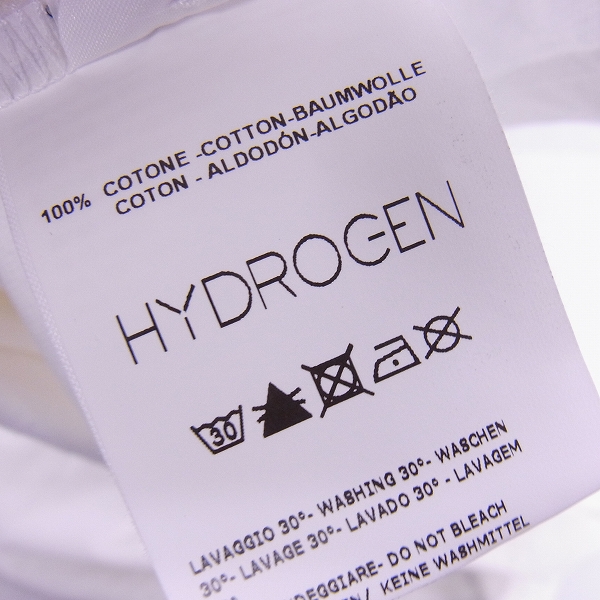 100% COTONE -COTTON-BAUMWOLLE
COTON - ALDODÓN-ALGODÃO
HYDROGEN
30
LAVAGGIO 30°- WASHING 30°- WASCHEN
30°- LAVAGE 30°- LAVADO 30° - LAVAGEM
DO NOT BLEACH
/ KEINE WASHMITTEL